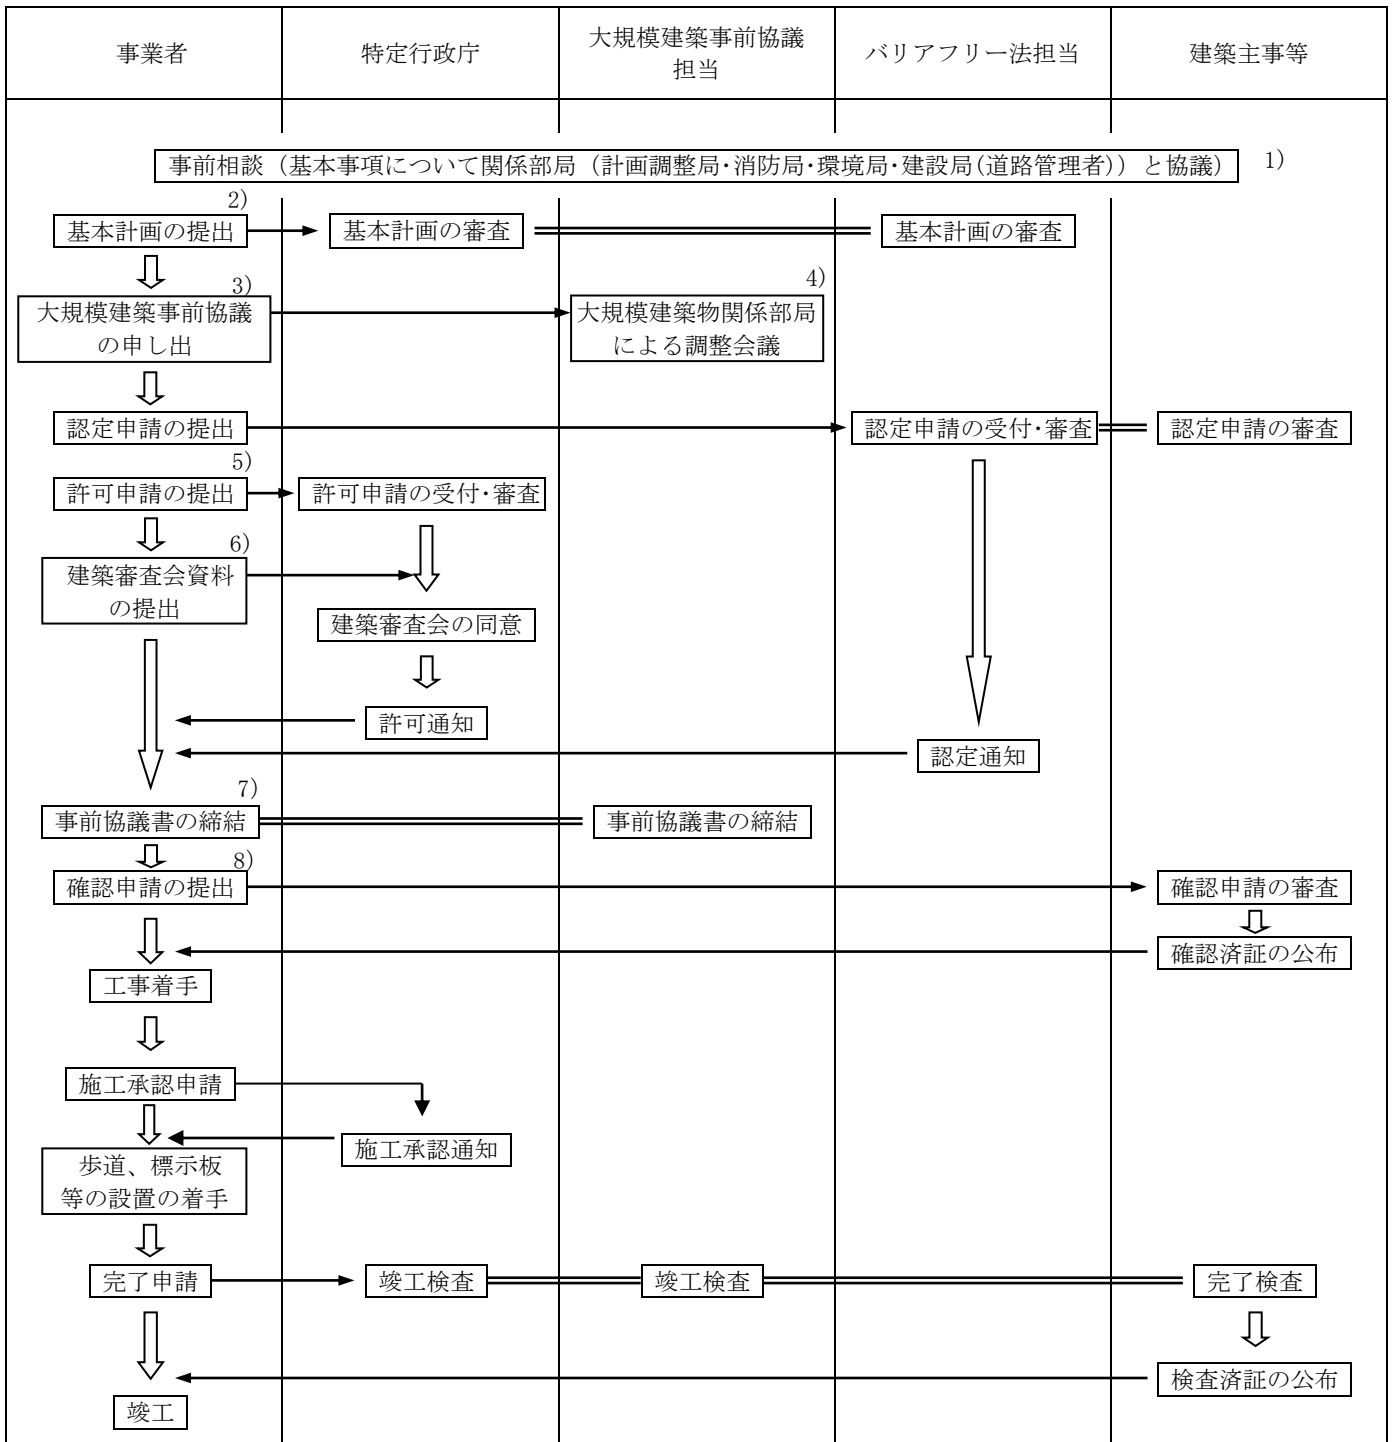 事業者
特定行政庁
大規模建築事前協議
担当
バリアフリー法担当
建築主事等
事前相談（基本事項について関係部局（計画調整局・消防局・環境局・建設局(道路管理者)）と協議） 1)
2)
基本計画の提出
基本計画の審査
基本計画の審査
3)
大規模建築事前協議
の申し出
4)
大規模建築物関係部局
による調整会議
認定申請の提出
認定申請の受付・審査
認定申請の審査
5)
許可申請の提出
許可申請の受付・審査
6)
建築審査会資料
の提出
建築審査会の同意
許可通知
認定通知
7)
事前協議書の締結
事前協議書の締結
8)
確認申請の提出
確認申請の審査
確認済証の公布
工事着手
施工承認申請
施工承認通知
歩道、標示板
等の設置の着手
完了申請
竣工検査
竣工検査
完了検査
検査済証の公布
竣工